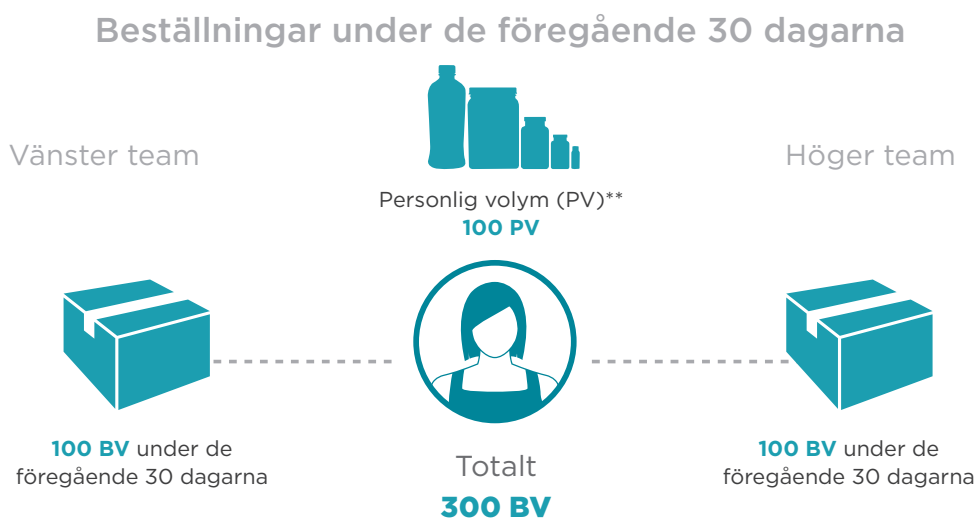 Beställningar under de föregående 30 dagarna
Vänster team
Höger team
Personlig volym (PV)**
100 PV
100 BV under de
föregående 30 dagarna
Totalt
300 BV
100 BV under de
föregående 30 dagarna